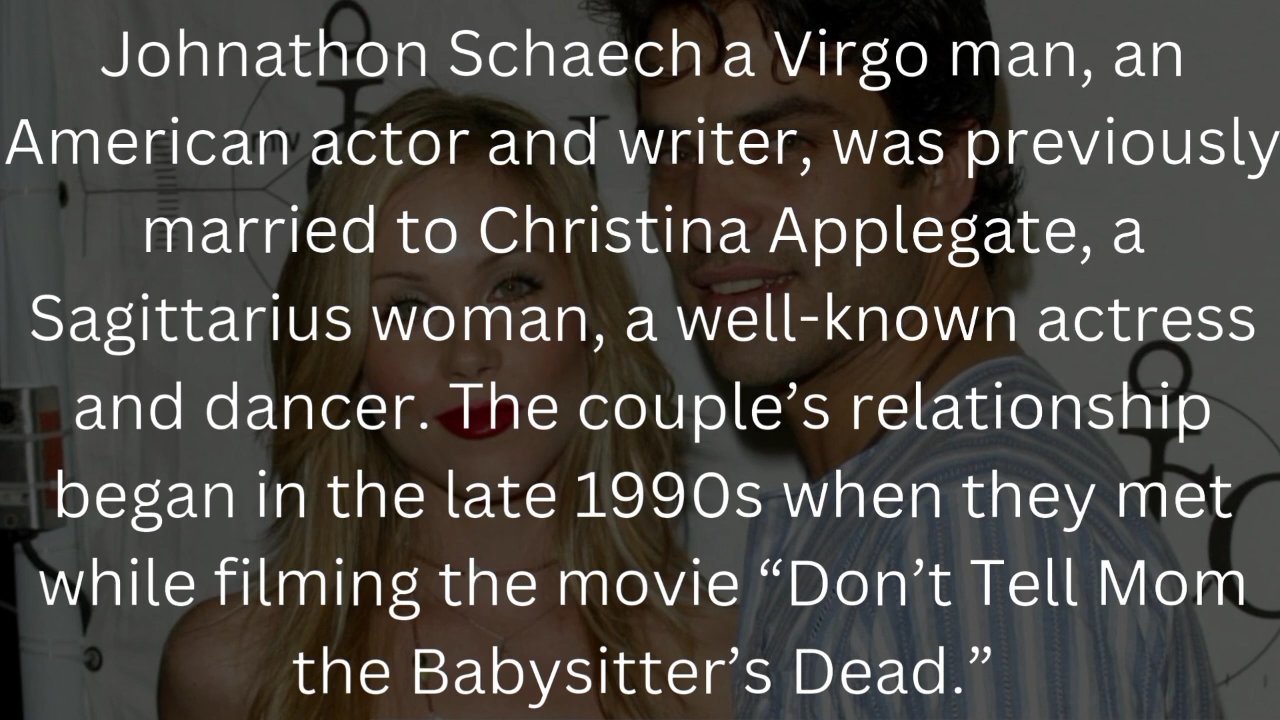 Johnathon Schaech a Virgo man, an
American actor and writer, was previously
married to Christina Applegate, a
Sagittarius woman, a well-known actress
and dancer. The couple’s relationship
began in the late 1990s when they met
while filming the movie “Don’t Tell Mom
the Babysitter’s Dead.”